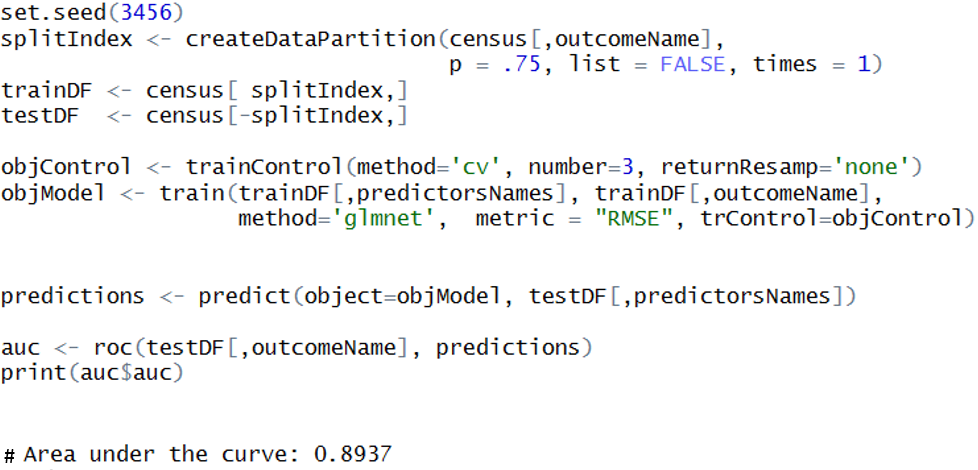 set.seed(3456)
splitIndex <- createDataPartition(census[,outcomeName],
                                  p = .75, list = FALSE, times = 1)
trainDF <- census[ splitIndex,]
testDF  <- census[-splitIndex,]

objControl <- trainControl(method='cv', number=3, returnResamp='none')
objModel <- train(trainDF[,predictorsNames], trainDF[,outcomeName],
                  method='glmnet',  metric = "RMSE", trControl=objControl)

predictions <- predict(object=objModel, testDF[,predictorsNames])

auc <- roc(testDF[,outcomeName], predictions)
print(auc$auc)

# Area under the curve: 0.8937